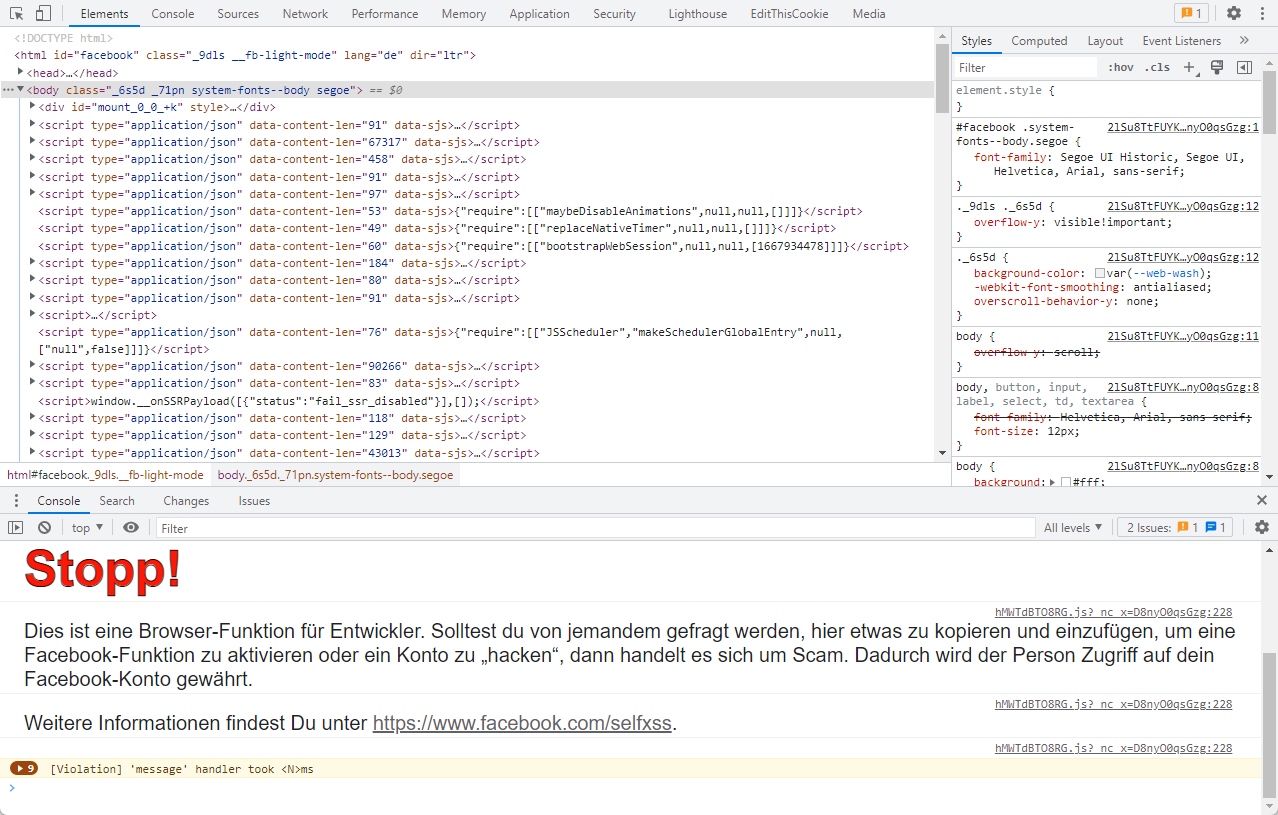 Elements Console Sources Network Performance Memory Application Security Lighthouse EditThisCookie Media 1
<!DOCTYPE html>
<html id="facebook" class="_9dls __fb-light-mode" lang="de" dir="ltr">
<head>…</head>
<body class="_6s5d _71pn system-fonts--body segoe"> == $0
<div id="mount_0_0_+k" style>…</div>
<script type="application/json" data-content-len="91" data-sjs>…</script>
<script type="application/json" data-content-len="67317" data-sjs>…</script>
<script type="application/json" data-content-len="458" data-sjs>…</script>
<script type="application/json" data-content-len="91" data-sjs>…</script>
<script type="application/json" data-content-len="97" data-sjs>…</script>
<script type="application/json" data-content-len="53" data-sjs>{"require":[["maybeDisableAnimations",null,null,[]]]}</script>
<script type="application/json" data-content-len="49" data-sjs>{"require":[["replaceNativeTimer",null,null,[]]]}</script>
<script type="application/json" data-content-len="60" data-sjs>{"require":[["bootstrapWebSession",null,null,[1667934478]]]}</script>
<script type="application/json" data-content-len="184" data-sjs>…</script>
<script type="application/json" data-content-len="80" data-sjs>…</script>
<script type="application/json" data-content-len="91" data-sjs>…</script>
<script>…</script>
<script type="application/json" data-content-len="76" data-sjs>{"require":[["JSScheduler","makeSchedulerGlobalEntry",null,
["null",false]]]}</script>
<script type="application/json" data-content-len="90266" data-sjs>…</script>
<script type="application/json" data-content-len="83" data-sjs>…</script>
<script>window.__onSSRPayload([{"status":"fail_ssr_disabled"}],[]);</script>
<script type="application/json" data-content-len="118" data-sjs>…</script>
<script type="application/json" data-content-len="129" data-sjs>…</script>
<script type="application/json" data-content-len="43013" data-sjs>…</script>
html#facebook._9dls.__fb-light-mode body._6s5d._71pn.system-fonts--body.segoe
Styles Computed Layout Event Listeners »
Filter :hov .cls +
element.style {
}
#facebook .system- 2lSu8TtFUYK…nyO0qsGzg:1
fonts--body.segoe {
font-family: Segoe UI Historic, Segoe UI,
Helvetica, Arial, sans-serif;
}
._9dls ._6s5d { 2lSu8TtFUYK…yO0qsGzg:12
overflow-y: visible!important;
}
._6s5d { 2lSu8TtFUYK…yO0qsGzg:12
background-color: var(--web-wash);
-webkit-font-smoothing: antialiased;
overscroll-behavior-y: none;
}
body { 2lSu8TtFUYK…yO0qsGzg:11
overflow-y: scroll;
}
body, button, input, 2lSu8TtFUYK…nyO0qsGzg:8
label, select, td, textarea {
font-family: Helvetica, Arial, sans-serif;
font-size: 12px;
}
body { 2lSu8TtFUYK…nyO0qsGzg:8
background: #fff;
Console Search Changes Issues
top Filter All levels 2 Issues: 1 1
Stopp!
hMWTdBTO8RG.js?_nc_x=D8nyO0qsGzg:228
Dies ist eine Browser-Funktion für Entwickler. Solltest du von jemandem gefragt werden, hier etwas zu kopieren und einzufügen, um eine
Facebook-Funktion zu aktivieren oder ein Konto zu „hacken“, dann handelt es sich um Scam. Dadurch wird der Person Zugriff auf dein
Facebook-Konto gewährt.
hMWTdBTO8RG.js?_nc_x=D8nyO0qsGzg:228
Weitere Informationen findest Du unter https://www.facebook.com/selfxss.
hMWTdBTO8RG.js?_nc_x=D8nyO0qsGzg:228
9 [Violation] 'message' handler took <N>ms